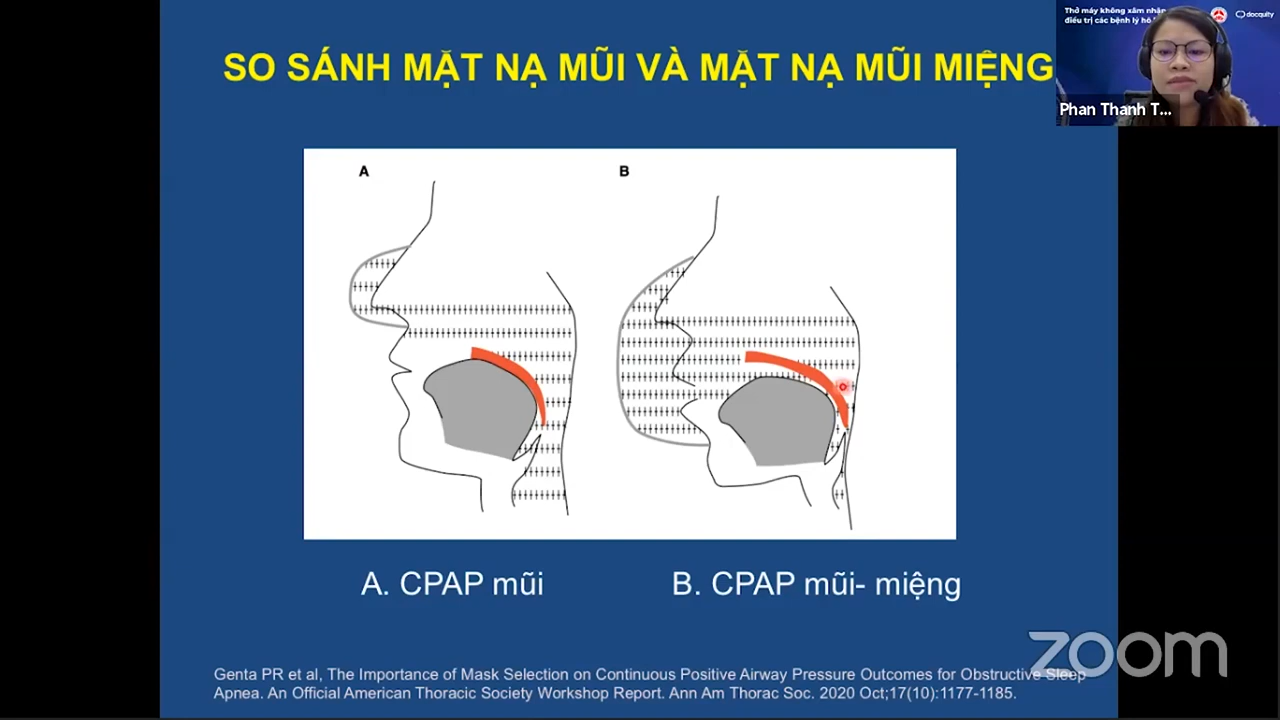 Thở máy không xâm nhập
điều trị các bệnh lý hô
docquity
Phan Thanh T...
SO SÁNH MẶT NẠ MŨI VÀ MẶT NẠ MŨI MIỆNG
A
B
A. CPAP mũi
B. CPAP mũi- miệng
zoom
Genta PR et al, The Importance of Mask Selection on Continuous Positive Airway Pressure Outcomes for Obstructive Sleep
Apnea. An Official American Thoracic Society Workshop Report. Ann Am Thorac Soc. 2020 Oct;17(10):1177-1185.